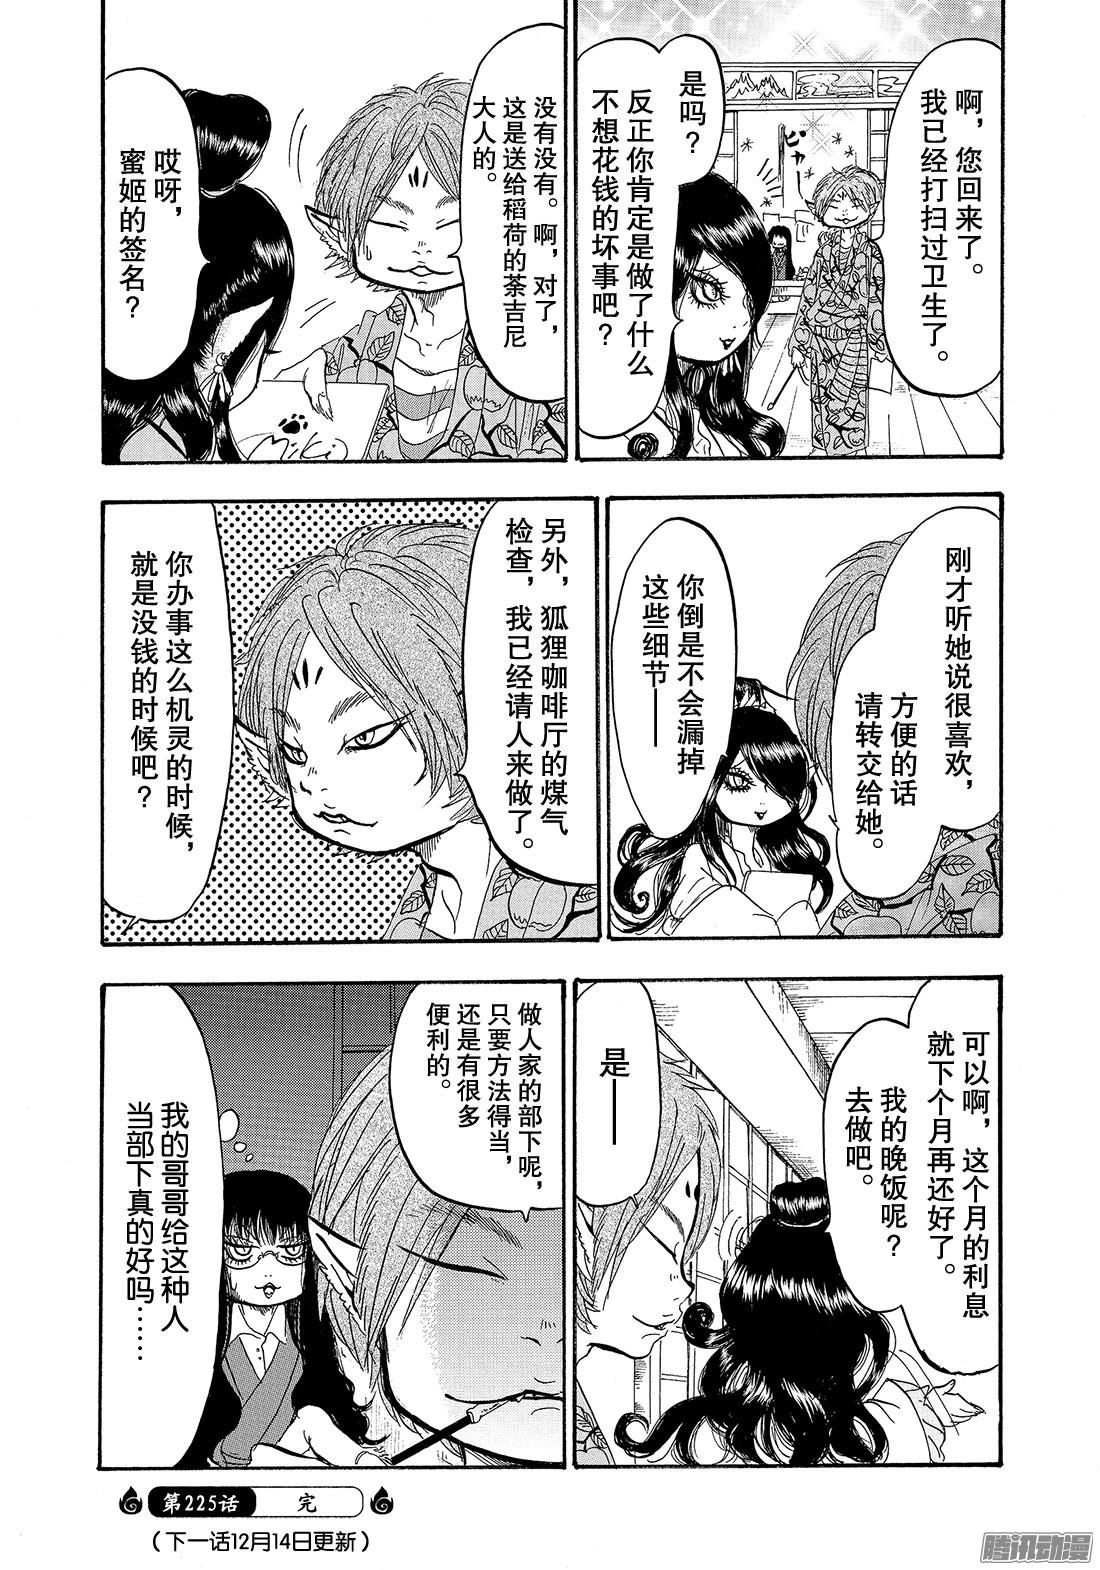 啊，您回来了。
我已经打扫过卫生了。
ピカー
是吗？
反正你肯定是做了什么
不想花钱的坏事吧？
没有没有。啊，对了，
这是送给稻荷的荼吉尼
大人的。
哎呀，
蜜姬的签名？
Miki
刚才听她说很喜欢，
方便的话
请转交给她。
你倒是不会漏掉
这些细节——
另外，狐狸咖啡厅的煤气
检查，我已经请人来做了。
你办事这么机灵的时候，
就是没钱的时候吧？
可以啊，这个月的利息
就下个月再还好了。
我的晚饭呢？
去做吧。
是——
做人家的部下呢，
只要方法得当，
还是有很多
便利的。
我的哥哥给这种人
当部下真的好吗……
第225话 完
（下一话12月14日更新）
腾讯动漫